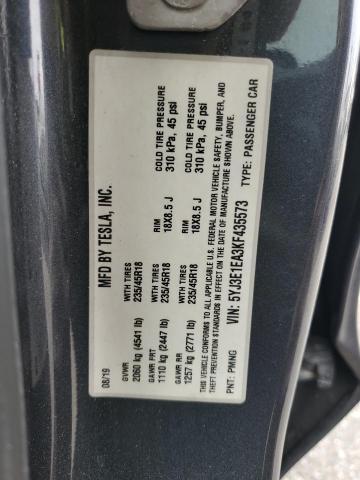 MFD BY TESLA, INC.
08/19
GVWR
2060 kg (4541 lb)
GAWR FRT WITH TIRES RIM COLD TIRE PRESSURE
1110 kg (2447 lb) 235/45R18 18X8.5 J 310 kPa, 45 psi
GAWR RR WITH TIRES RIM COLD TIRE PRESSURE
1257 kg (2771 lb) 235/45R18 18X8.5 J 310 kPa, 45 psi
THIS VEHICLE CONFORMS TO ALL APPLICABLE U.S. FEDERAL MOTOR VEHICLE SAFETY, BUMPER, AND
THEFT PREVENTION STANDARDS IN EFFECT ON THE DATE OF MANUFACTURE SHOWN ABOVE.
VIN: 5YJ3E1EA3KF435573
PNT: PMNG TYPE: PASSENGER CAR